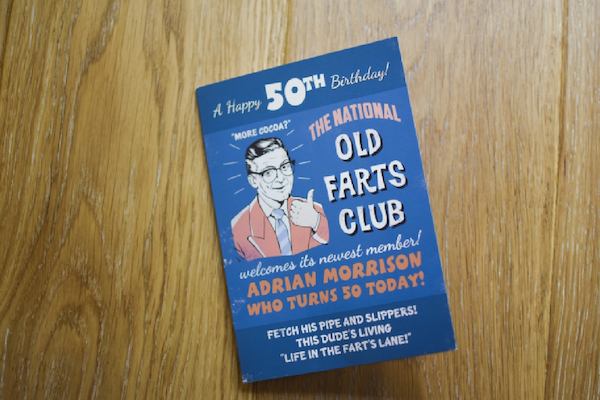 A Happy 50TH Birthday!
"MORE COCOA?"
THE NATIONAL
OLD
FARTS
CLUB
welcomes its newest member!
ADRIAN MORRISON
WHO TURNS 50 TODAY!
FETCH HIS PIPE AND SLIPPERS!
THIS DUDE'S LIVING
"LIFE IN THE FART'S LANE!"